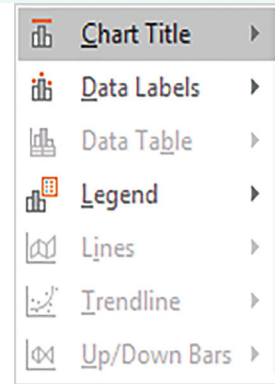 Chart Title
Data Labels
Data Table
Legend
Lines
Trendline
Up/Down Bars